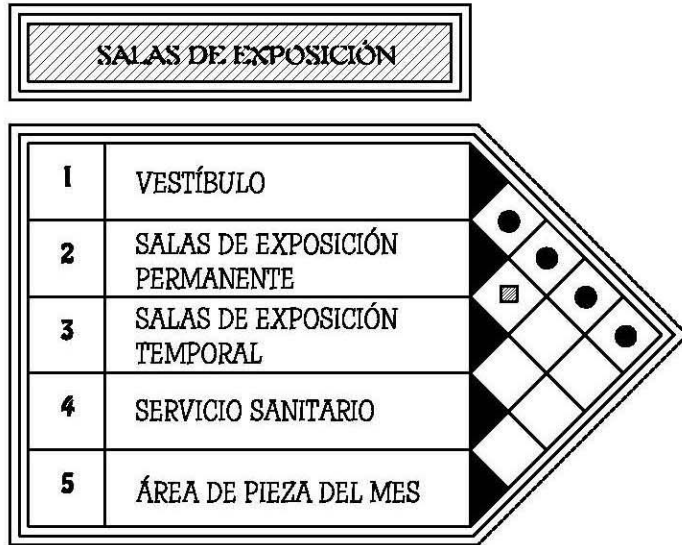 SALAS DE EXPOSICIÓN
1 VESTÍBULO
2 SALAS DE EXPOSICIÓN
PERMANENTE
3 SALAS DE EXPOSICIÓN
TEMPORAL
4 SERVICIO SANITARIO
5 ÁREA DE PIEZA DEL MES